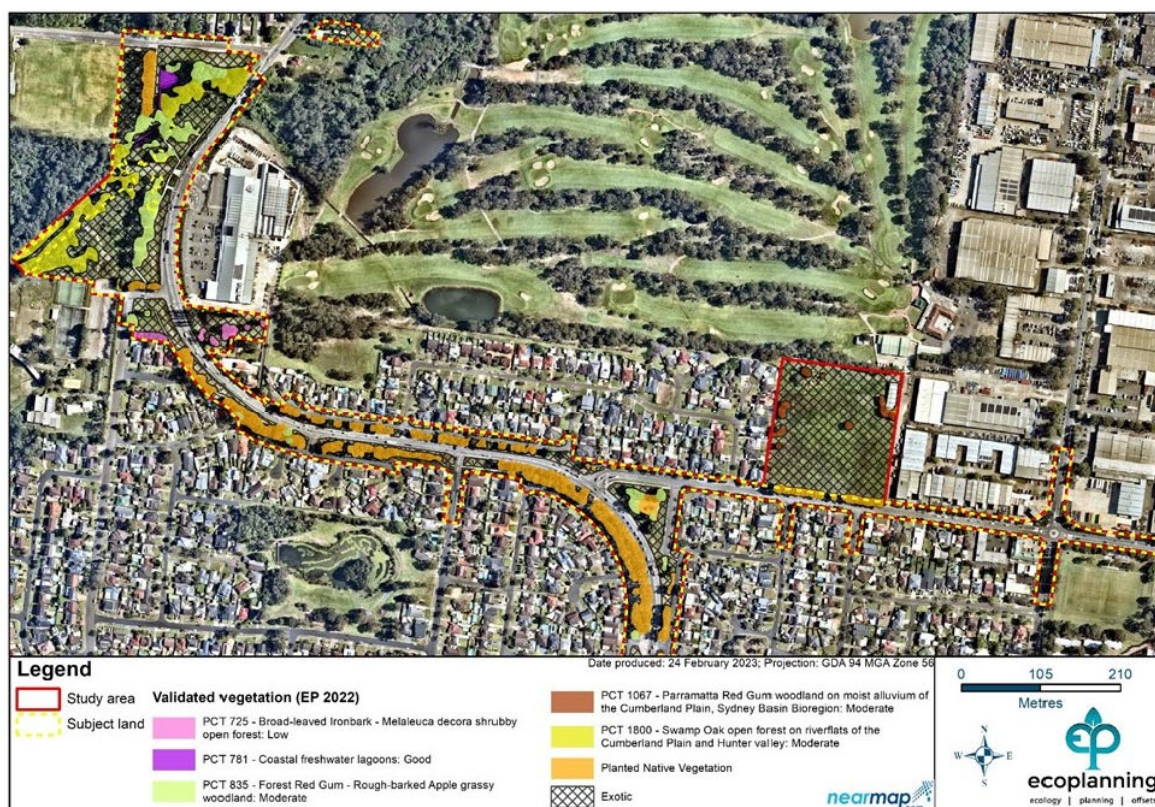 Legend
Study area
Subject land
Validated vegetation (EP 2022)
PCT 725 - Broad-leaved Ironbark - Melaleuca decora shrubby
open forest: Low
PCT 781 - Coastal freshwater lagoons: Good
PCT 835 - Forest Red Gum - Rough-barked Apple grassy
woodland: Moderate
Date produced: 24 February 2023; Projection: GDA 94 MGA Zone 56
PCT 1067 - Parramatta Red Gum woodland on moist alluvium of
the Cumberland Plain, Sydney Basin Bioregion: Moderate
PCT 1800 - Swamp Oak open forest on riverflats of the
Cumberland Plain and Hunter valley: Moderate
Planted Native Vegetation
Exotic
nearmap
0 105 210
Metres
N
W E
S
ep
ecoplanning
ecology | planning | offsets